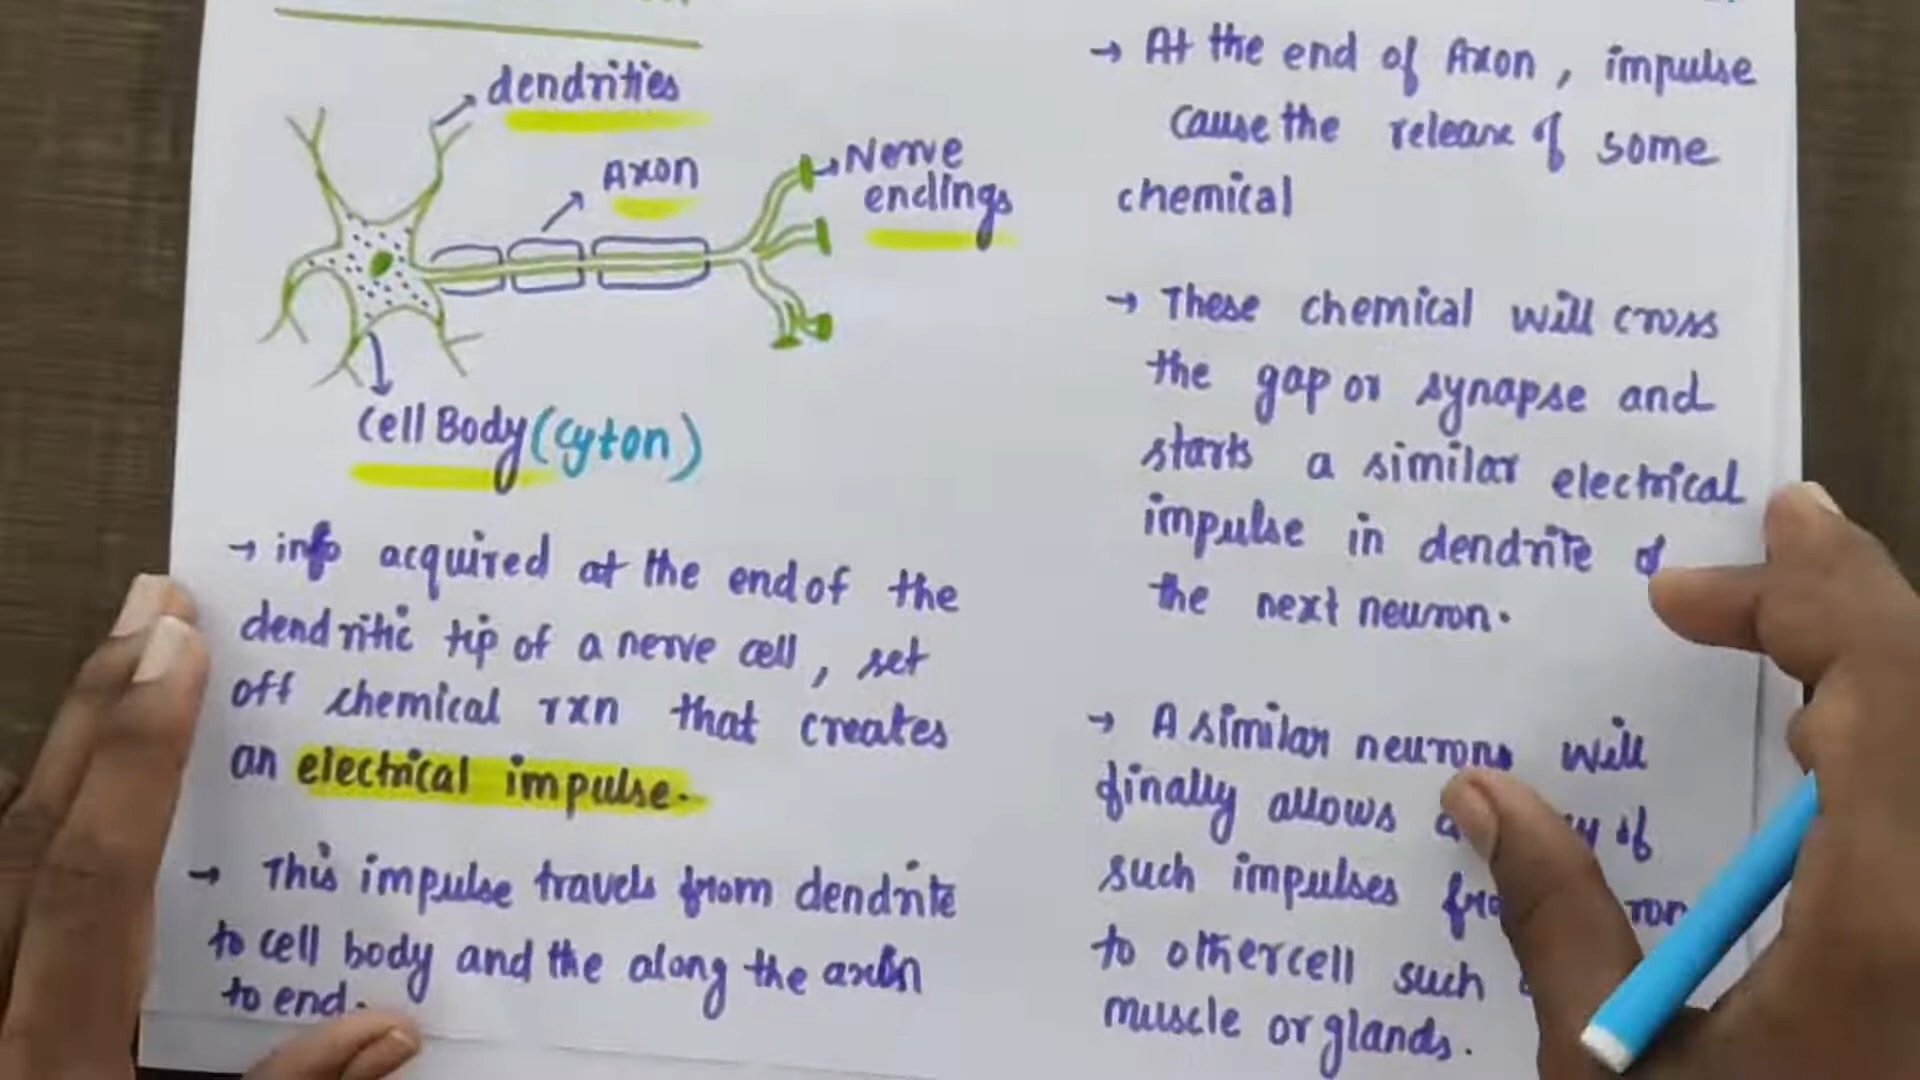 dendrities
Axon
Nerve
endings
Cell Body (Cyton)
→ info acquired at the end of the
dendritic tip of a nerve cell, set
off chemical rxn that creates
an electrical impulse.
→ This impulse travels from dendrite
to cell body and the along the axon
to end.
→ At the end of Axon, impulse
cause the release of some
chemical
→ These chemical will cross
the gap or synapse and
starts a similar electrical
impulse in dendrite of
the next neuron.
→ A similar neurons will
finally allows of
such impulses
to other cell such
muscle or glands.